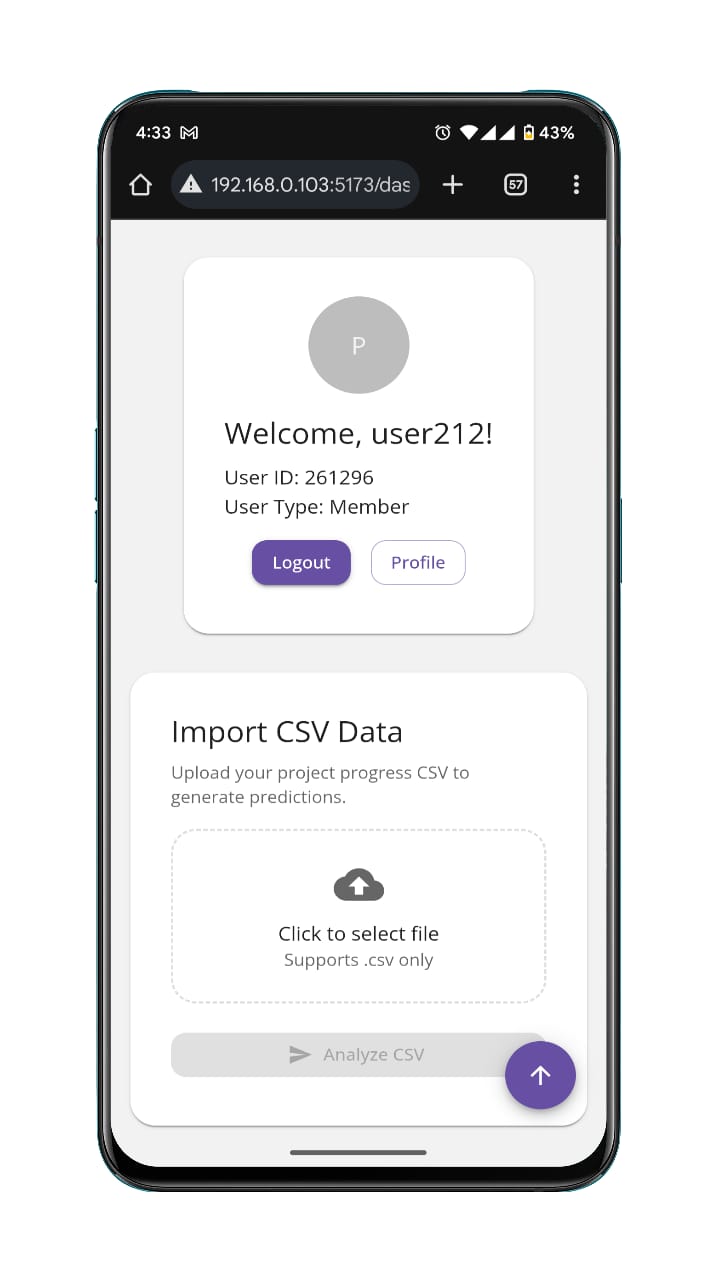 4:33
43%
192.168.0.103:5173/das
57
P
Welcome, user212!
User ID: 261296
User Type: Member
Logout
Profile
Import CSV Data
Upload your project progress CSV to
generate predictions.
Click to select file
Supports .csv only
Analyze CSV